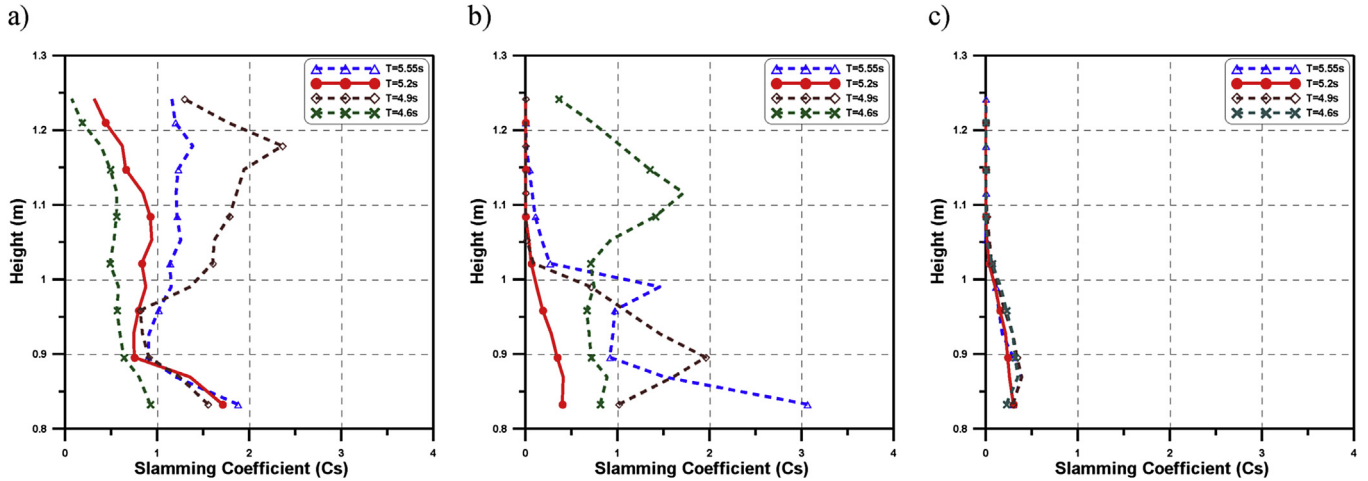 a)
1.3
1.2
1.1
1
0.9
0.8
Height (m)
0 1 2 3 4
Slamming Coefficient (Cs)
T=5.55s
T=5.2s
T=4.9s
T=4.6s
b)
1.3
1.2
1.1
1
0.9
0.8
Height (m)
0 1 2 3 4
Slamming Coefficient (Cs)
T=5.55s
T=5.2s
T=4.9s
T=4.6s
c)
1.3
1.2
1.1
1
0.9
0.8
Height (m)
0 1 2 3 4
Slamming Coefficient (Cs)
T=5.55s
T=5.2s
T=4.9s
T=4.6s